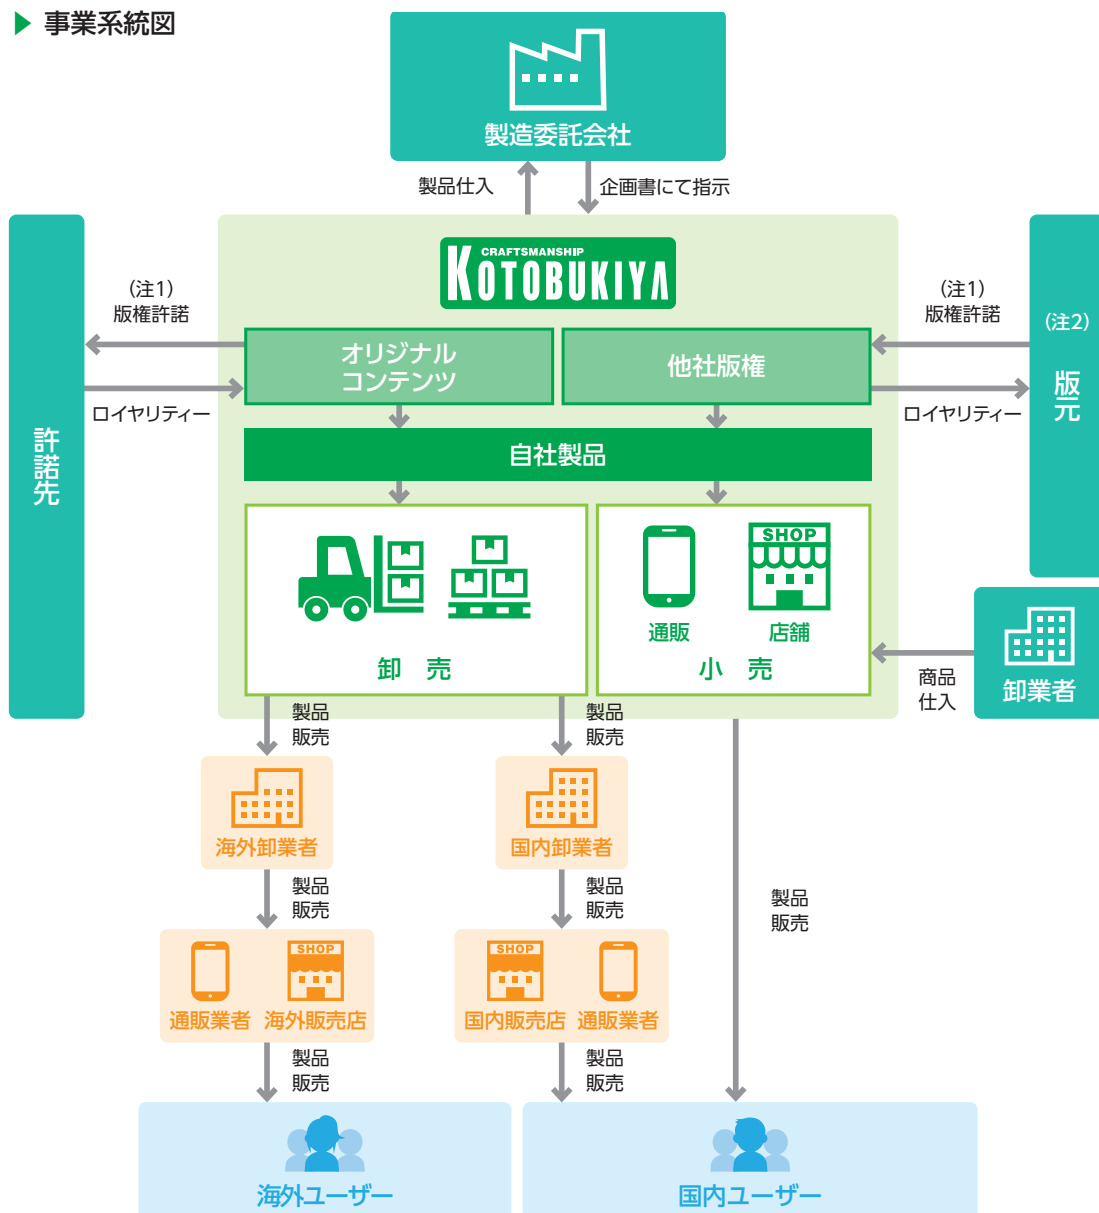 事業系統図
製造委託会社
製品仕入
企画書にて指示
CRAFTSMANSHIP
KOTOBUKIYA
（注1）
版権許諾
ロイヤリティー
許諾先
オリジナル
コンテンツ
他社版権
（注1）
版権許諾
ロイヤリティー
（注2）
版元
自社製品
卸 売
SHOP
通販
店舗
小 売
商品
仕入
卸業者
製品
販売
製品
販売
海外卸業者
国内卸業者
製品
販売
製品
販売
製品
販売
SHOP
通販業者
海外販売店
SHOP
国内販売店
通販業者
製品
販売
製品
販売
海外ユーザー
国内ユーザー